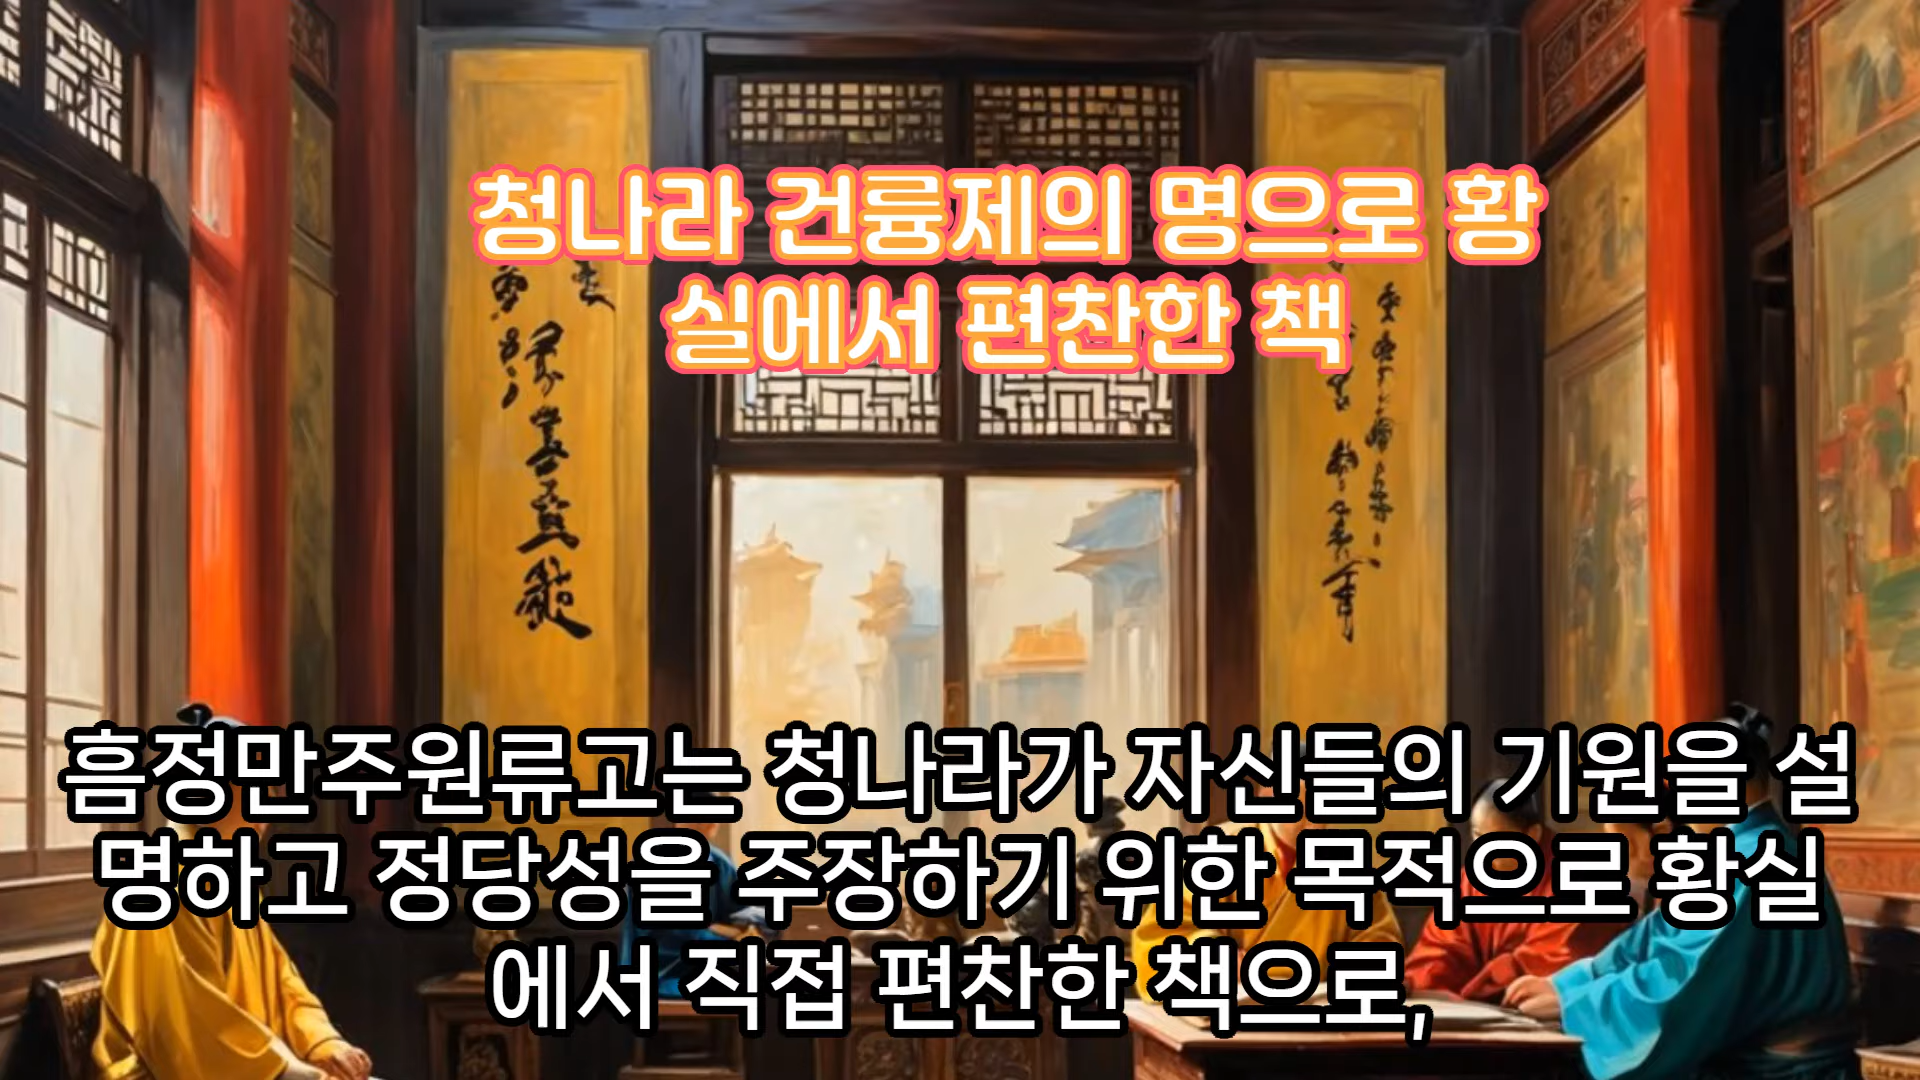 청나라 건륭제의 명으로 황
실에서 편찬한 책
흠정만주원류고는 청나라가 자신들의 기원을 설
명하고 정당성을 주장하기 위한 목적으로 황실
에서 직접 편찬한 책으로,